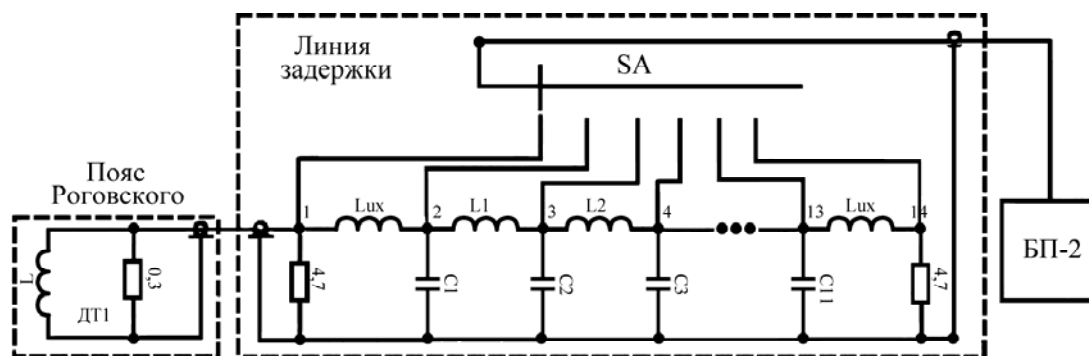 Линия
задержки
SA
Пояс
Роговского
1
Lux
2
L1
3
L2
4
13
Lux
14
БП-2
L
0,3
ДТ1
4,7
C1
C2
C3
C11
4,7